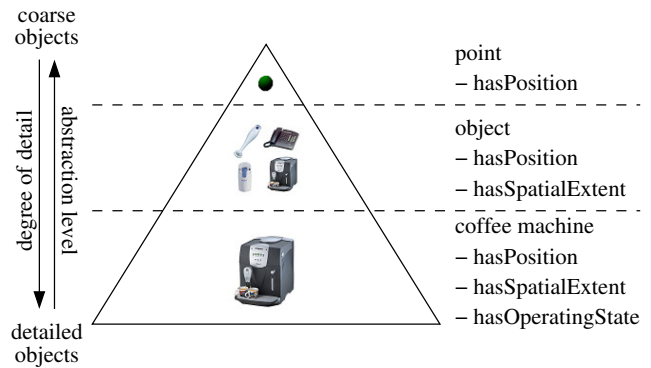 coarse
objects
degree of detail
abstraction level
detailed
objects
point
– hasPosition
object
– hasPosition
– hasSpatialExtent
coffee machine
– hasPosition
– hasSpatialExtent
– hasOperatingState